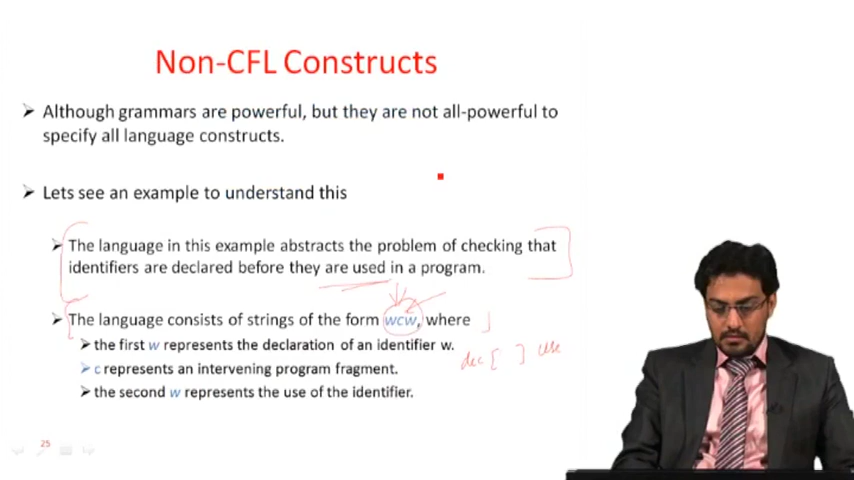 Non-CFL Constructs
Although grammars are powerful, but they are not all-powerful to
specify all language constructs.
Lets see an example to understand this
The language in this example abstracts the problem of checking that
identifiers are declared before they are used in a program.
The language consists of strings of the form wcw, where
the first w represents the declaration of an identifier w.
dec [ ] use
c represents an intervening program fragment.
the second w represents the use of the identifier.
25